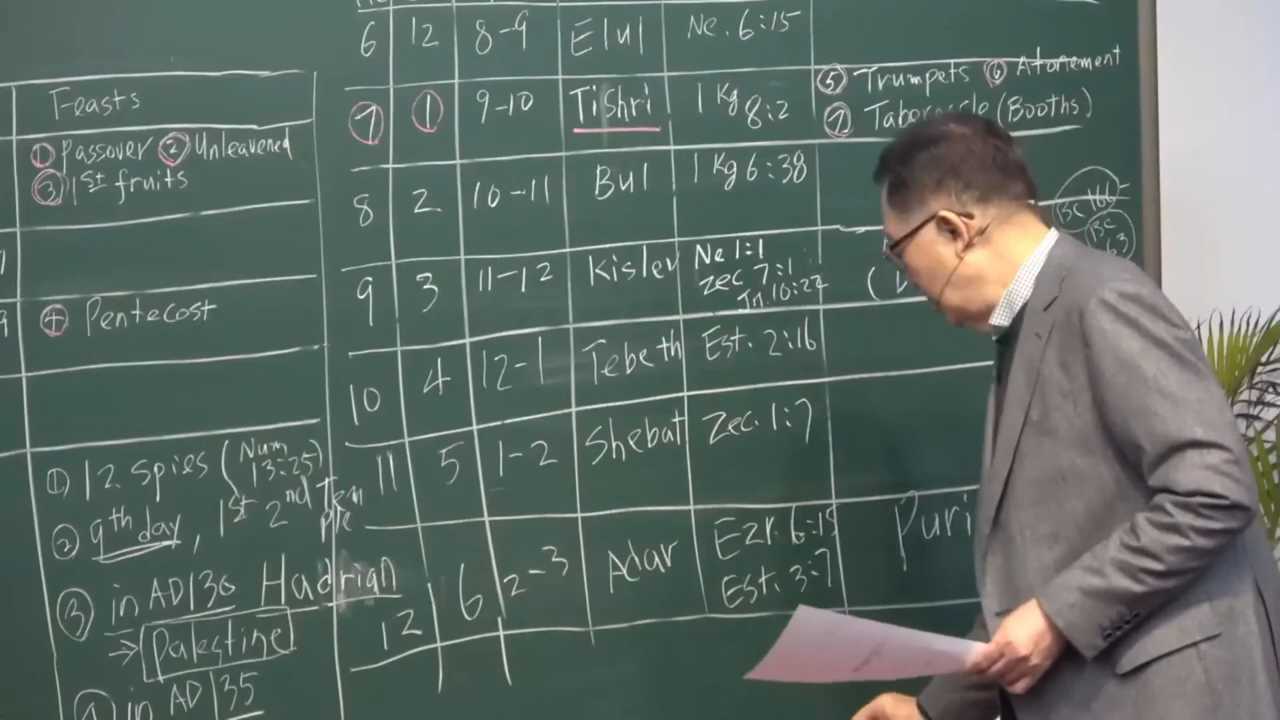 Feasts
① Passover ② Unleavened
③ 1st fruits
④ Pentecost
① 12 Spies (Num 13:25)
② 9th day, 1st 2nd Temple
③ in AD 130 Hadrian
→ Palestine
in AD 135
6 12 8-9 Elul Ne. 6:15
7 1 9-10 Tishri 1 Kg 8:2 ⑤ Trumpets ⑥ Atonement
⑦ Tabernacle (Booths)
8 2 10-11 Bul 1 Kg 6:38
BC 166
BC
63
9 3 11-12 Kislev Ne 1:1
Zec 7:1
Jn. 10:22
10 4 12-1 Tebeth Est. 2:16
11 5 1-2 Shebat Zec. 1:7
12 6 2-3 Adar Ezr. 6:15 Puri
Est. 3:7